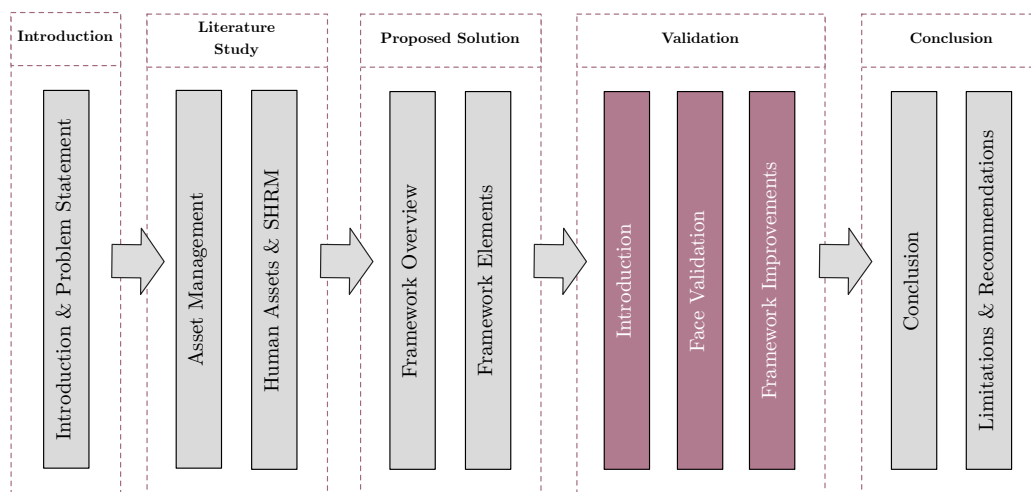 Introduction
Literature
Study
Proposed Solution
Validation
Conclusion
Introduction & Problem Statement
Asset Management
Human Assets & SHRM
Framework Overview
Framework Elements
Introduction
Face Validation
Framework Improvements
Conclusion
Limitations & Recommendations